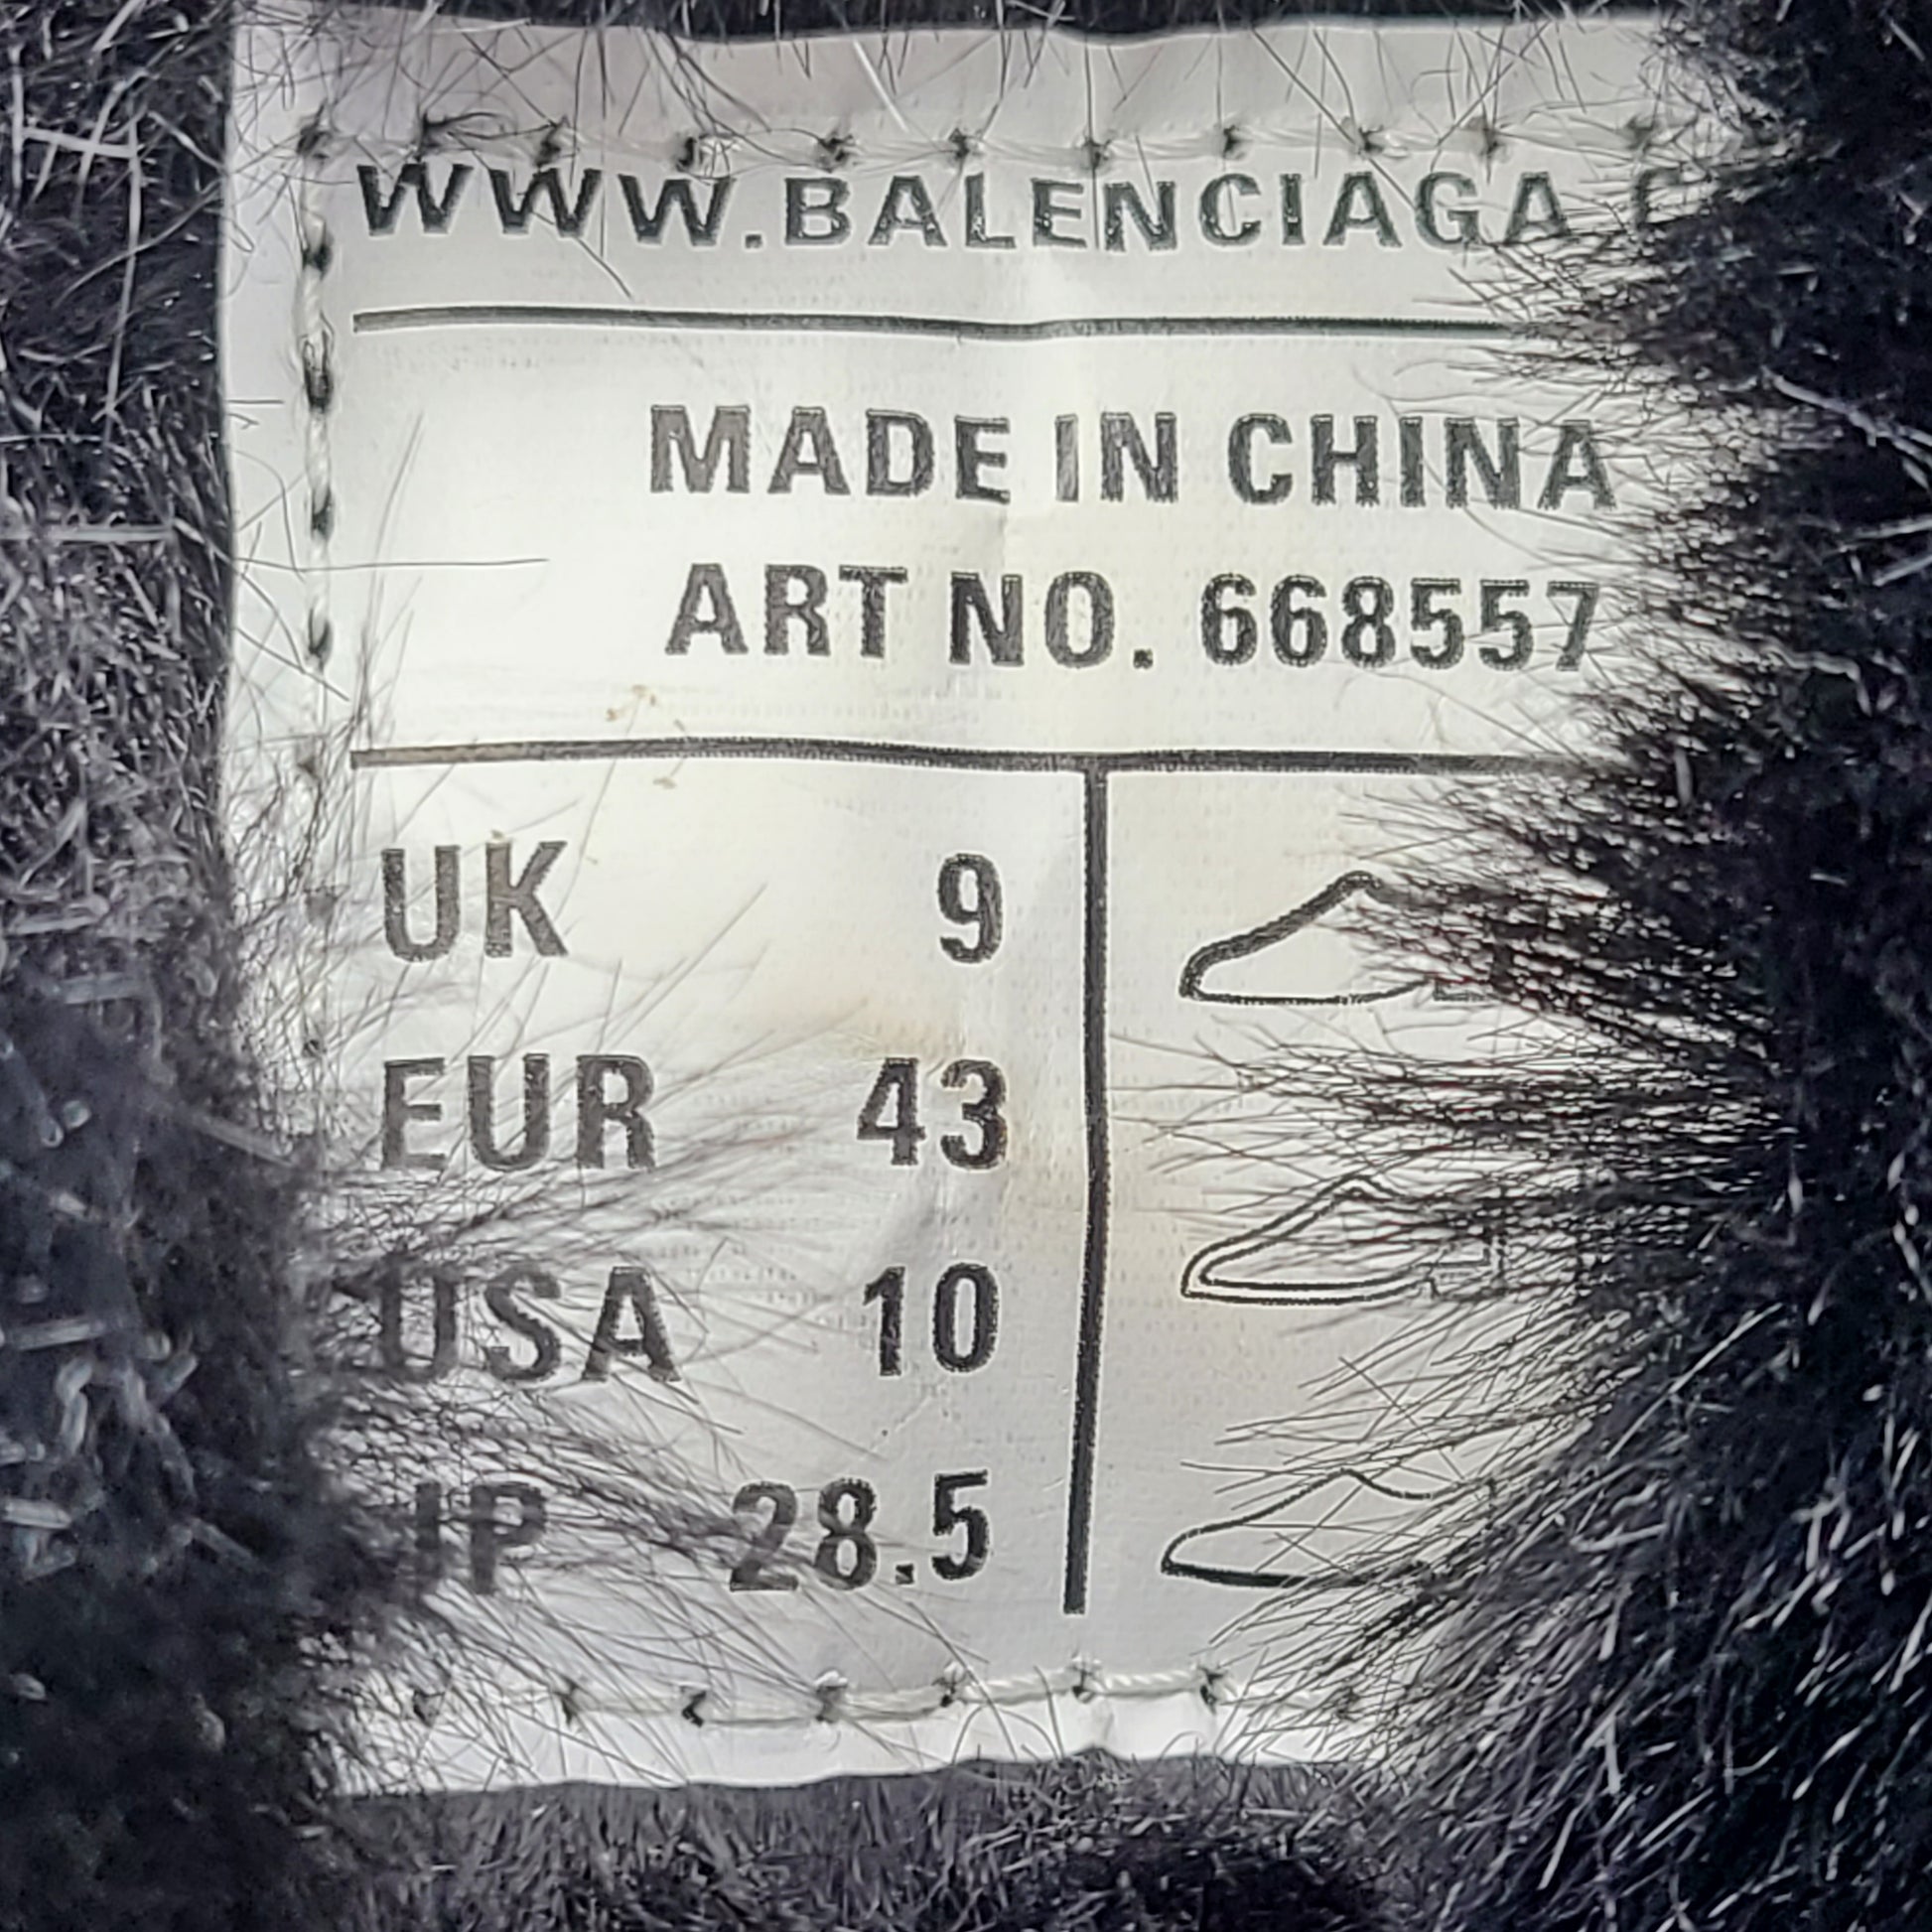 WWW.BALENCIAGA.C
MADE IN CHINA
ART NO. 668557
UK 9
EUR 43
USA 10
JP 28.5